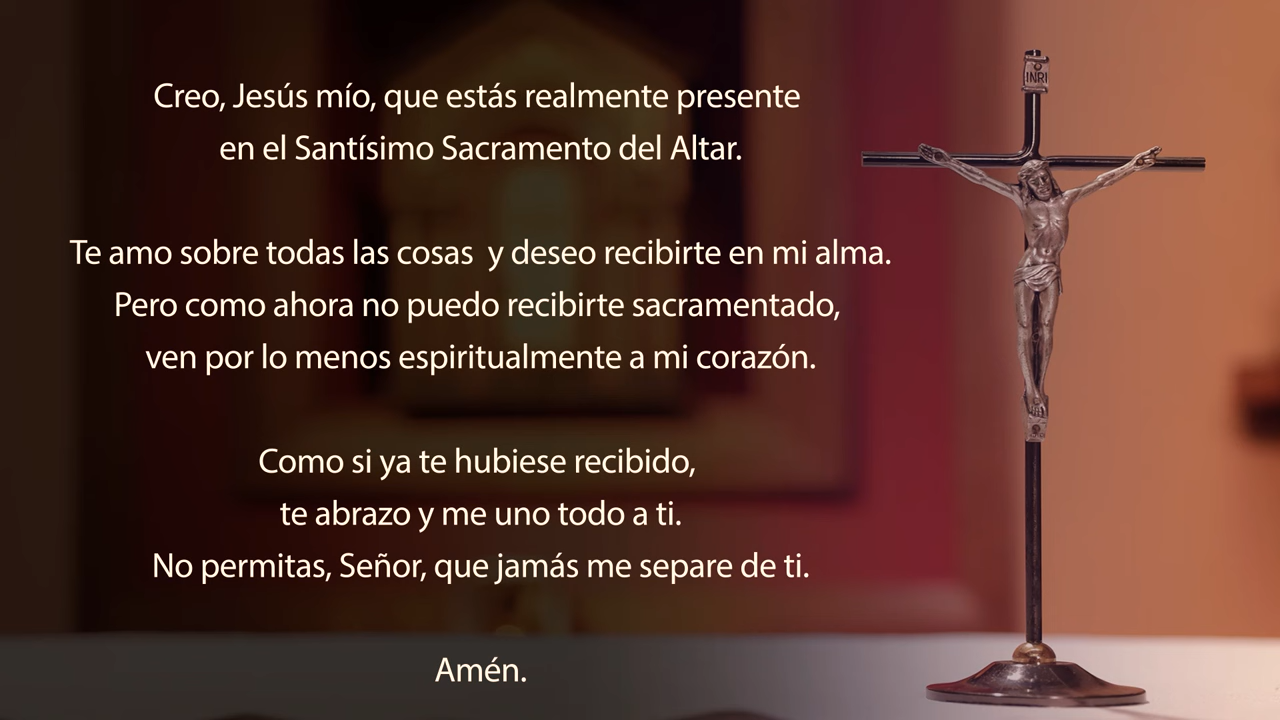 Creo, Jesús mío, que estás realmente presente
en el Santísimo Sacramento del Altar.
Te amo sobre todas las cosas  y deseo recibirte en mi alma.
Pero como ahora no puedo recibirte sacramentado,
ven por lo menos espiritualmente a mi corazón.
Como si ya te hubiese recibido,
te abrazo y me uno todo a ti.
No permitas, Señor, que jamás me separe de ti.
Amén.
INRI